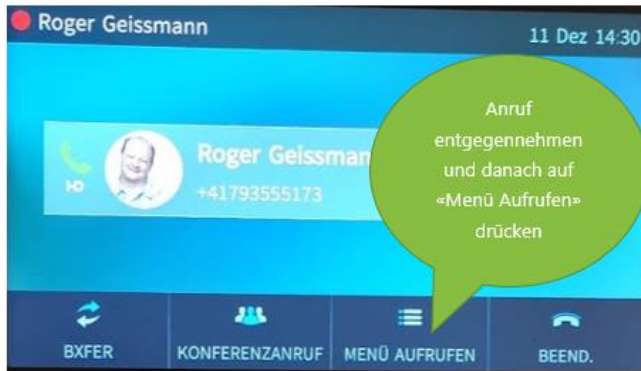 Roger Geissmann
11 Dez 14:30
Roger Geissman
+41793555173
HD
Anruf
entgegennehmen
und danach auf
«Menü Aufrufen»
drücken
BXFER
KONFERENZANRUF
MENÜ AUFRUFEN
BEEND.